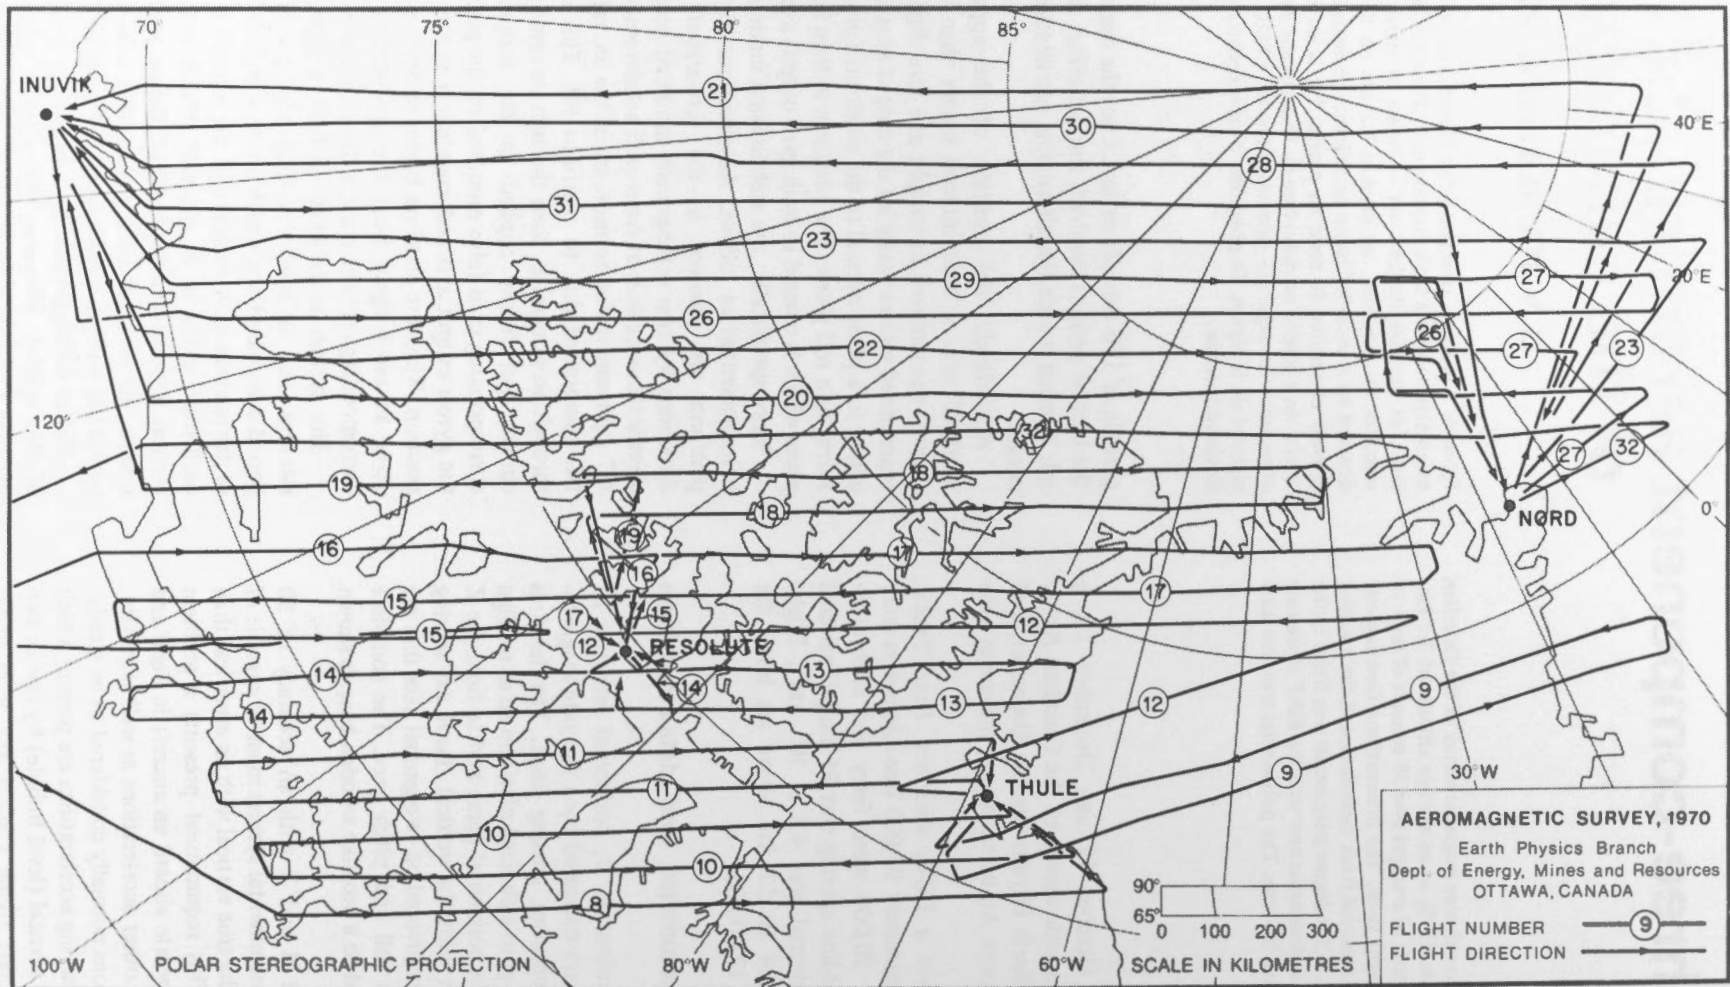 70°
75°
80°
85°
INUVIK
21
30
40°E
28
31
23
29
27
20°E
26
26
22
27
23
20
120°
32
27
32
18
19
18
NØRD
0°
19
16
17
16
15
17
15
17
15
12
12
RESOLUTE
14
13
14
9
12
14
13
11
9
11
THULE
30°W
10
10
8
AEROMAGNETIC SURVEY, 1970
Earth Physics Branch
Dept. of Energy, Mines and Resources
OTTAWA, CANADA
90°
65°
0 100 200 300
FLIGHT NUMBER 9
FLIGHT DIRECTION
100°W
POLAR STEREOGRAPHIC PROJECTION
80°W
60°W
SCALE IN KILOMETRES